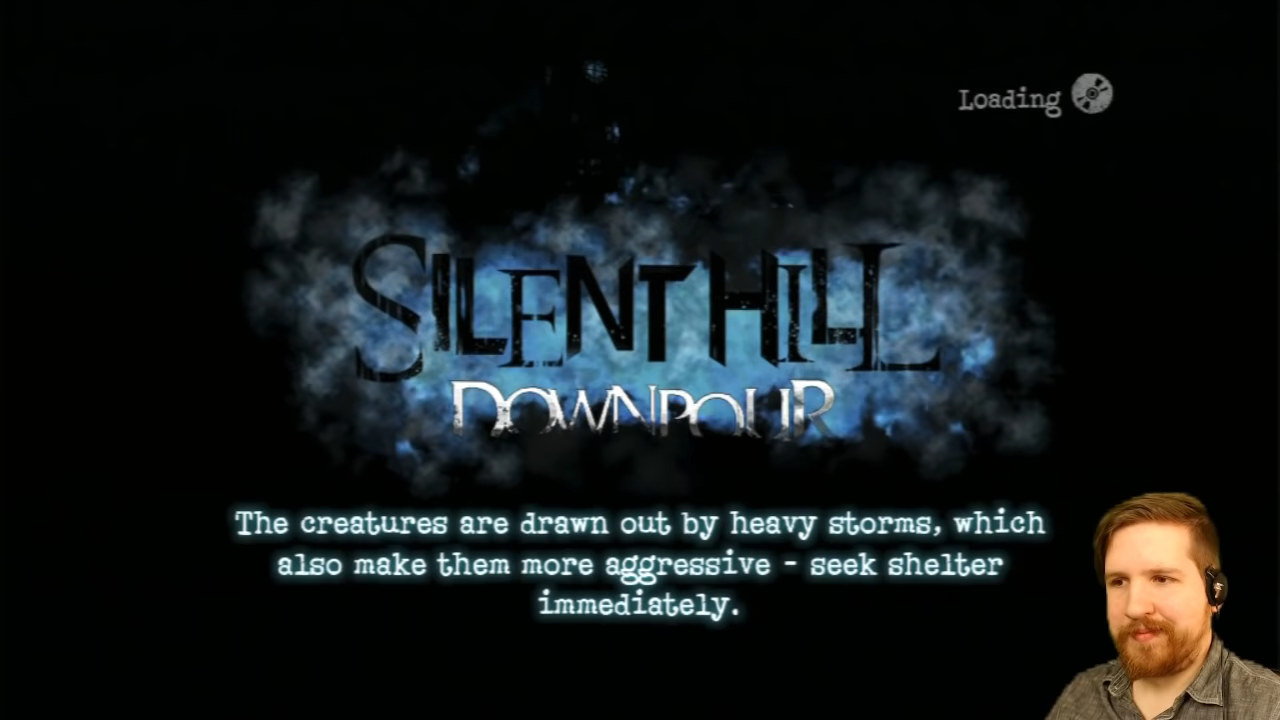 Loading
SILENT HILL
DOWNPOUR
The creatures are drawn out by heavy storms, which
also make them more aggressive - seek shelter
immediately.